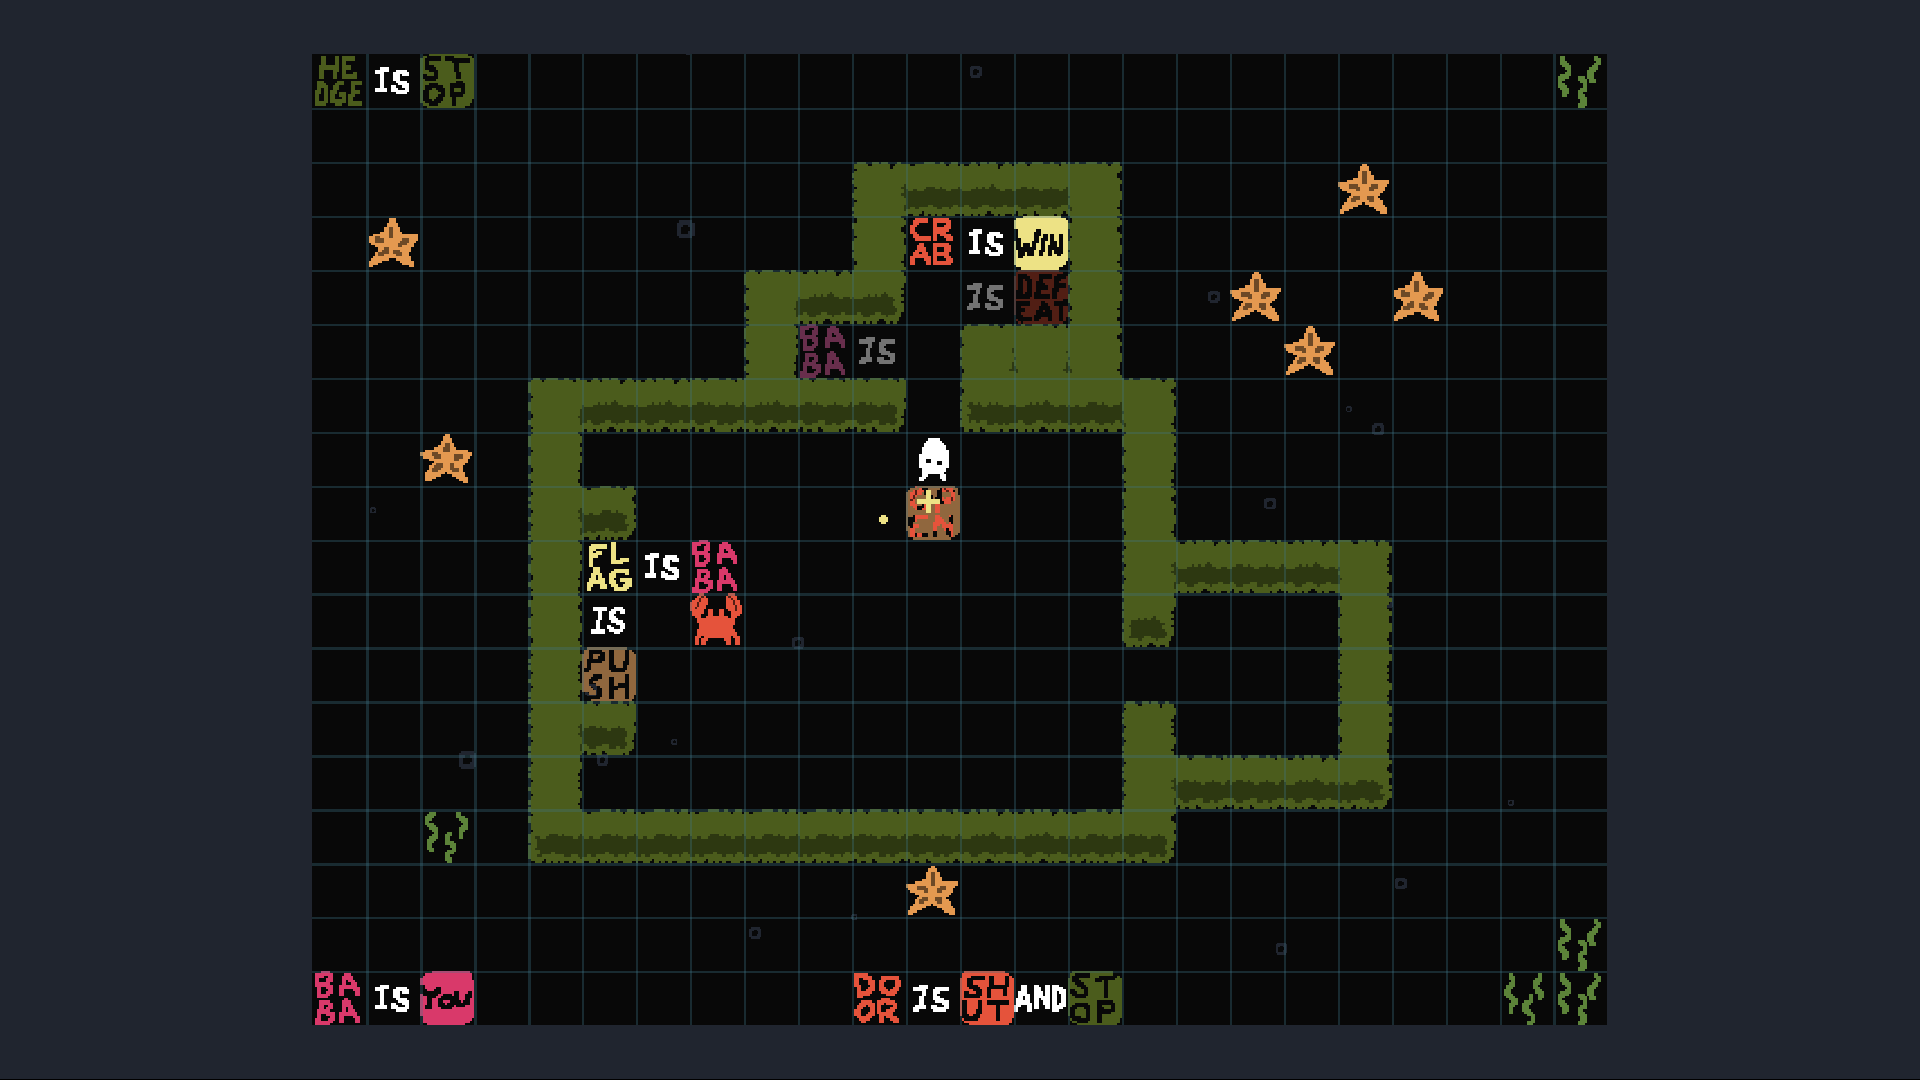 HEDGE IS STOP
CRAB IS WIN
IS DEFEAT
BABA IS
FLAG IS BABA
IS
PUSH
BABA IS YOU
DOOR IS SHUT AND STOP